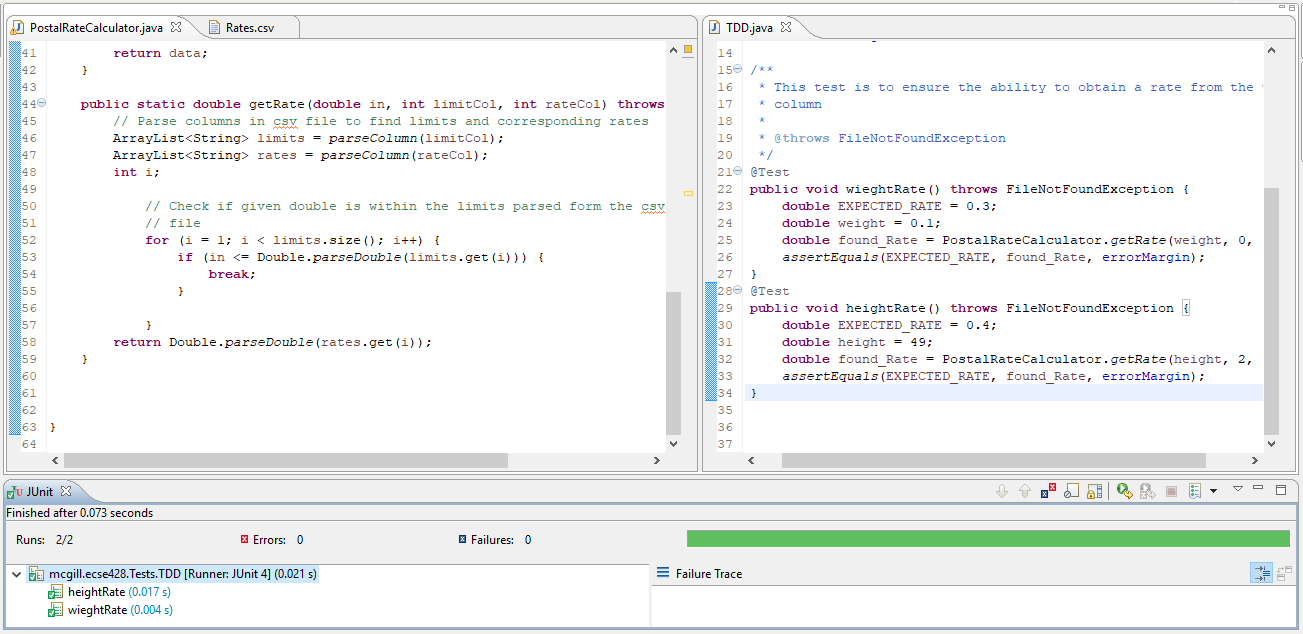 PostalRateCalculator.java
Rates.csv
41 return data;
42 }
43
44 public static double getRate(double in, int limitCol, int rateCol) throws
45 // Parse columns in csv file to find limits and corresponding rates
46 ArrayList<String> limits = parseColumn(limitCol);
47 ArrayList<String> rates = parseColumn(rateCol);
48 int i;
49
50 // Check if given double is within the limits parsed form the csv
51 // file
52 for (i = 1; i < limits.size(); i++) {
53 if (in <= Double.parseDouble(limits.get(i))) {
54 break;
55 }
56
57 }
58 return Double.parseDouble(rates.get(i));
59 }
60
61
62
63 }
64
TDD.java
14
15 /**
16 * This test is to ensure the ability to obtain a rate from the
17 * column
18 *
19 * @throws FileNotFoundException
20 */
21 @Test
22 public void wieghtRate() throws FileNotFoundException {
23 double EXPECTED_RATE = 0.3;
24 double weight = 0.1;
25 double found_Rate = PostalRateCalculator.getRate(weight, 0,
26 assertEquals(EXPECTED_RATE, found_Rate, errorMargin);
27 }
28 @Test
29 public void heightRate() throws FileNotFoundException {
30 double EXPECTED_RATE = 0.4;
31 double height = 49;
32 double found_Rate = PostalRateCalculator.getRate(height, 2,
33 assertEquals(EXPECTED_RATE, found_Rate, errorMargin);
34 }
35
36
37
JUnit
Finished after 0.073 seconds
Runs: 2/2 Errors: 0 Failures: 0
mcgill.ecse428.Tests.TDD [Runner: JUnit 4] (0.021 s)
heightRate (0.017 s)
wieghtRate (0.004 s)
Failure Trace